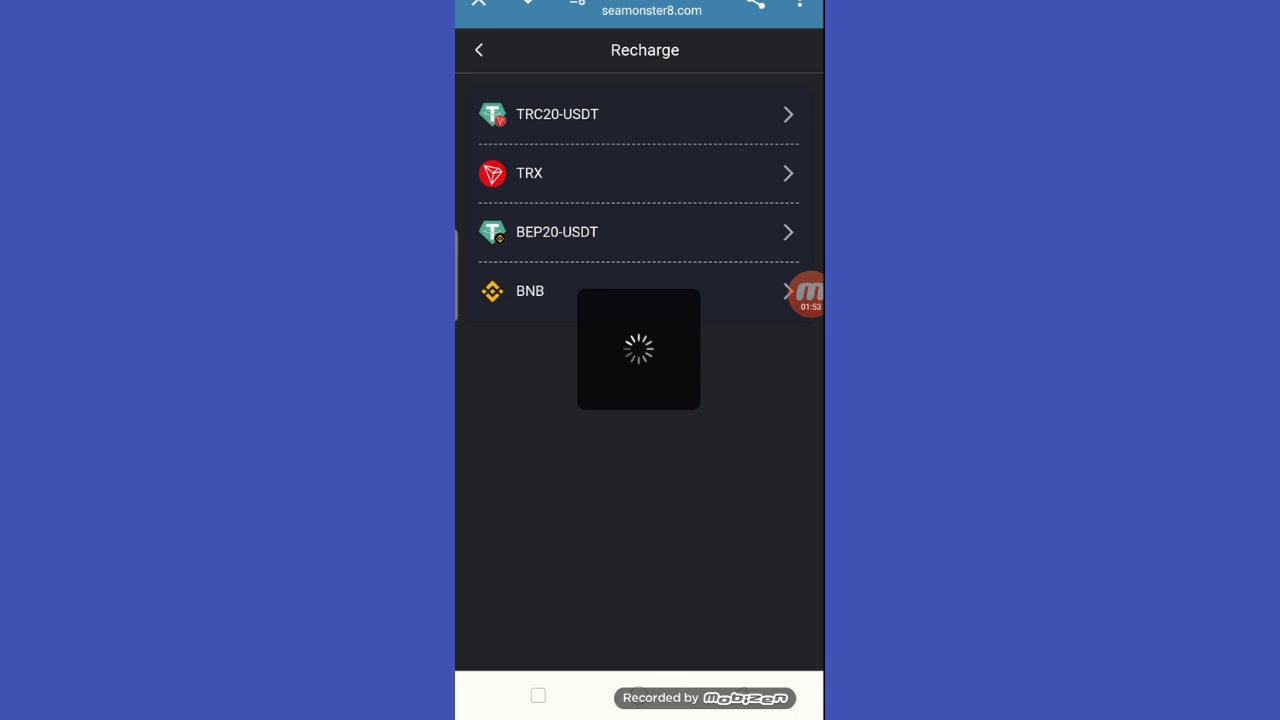 seamonster8.com
Recharge
TRC20-USDT
TRX
BEP20-USDT
BNB
01:53
Recorded by mobizen